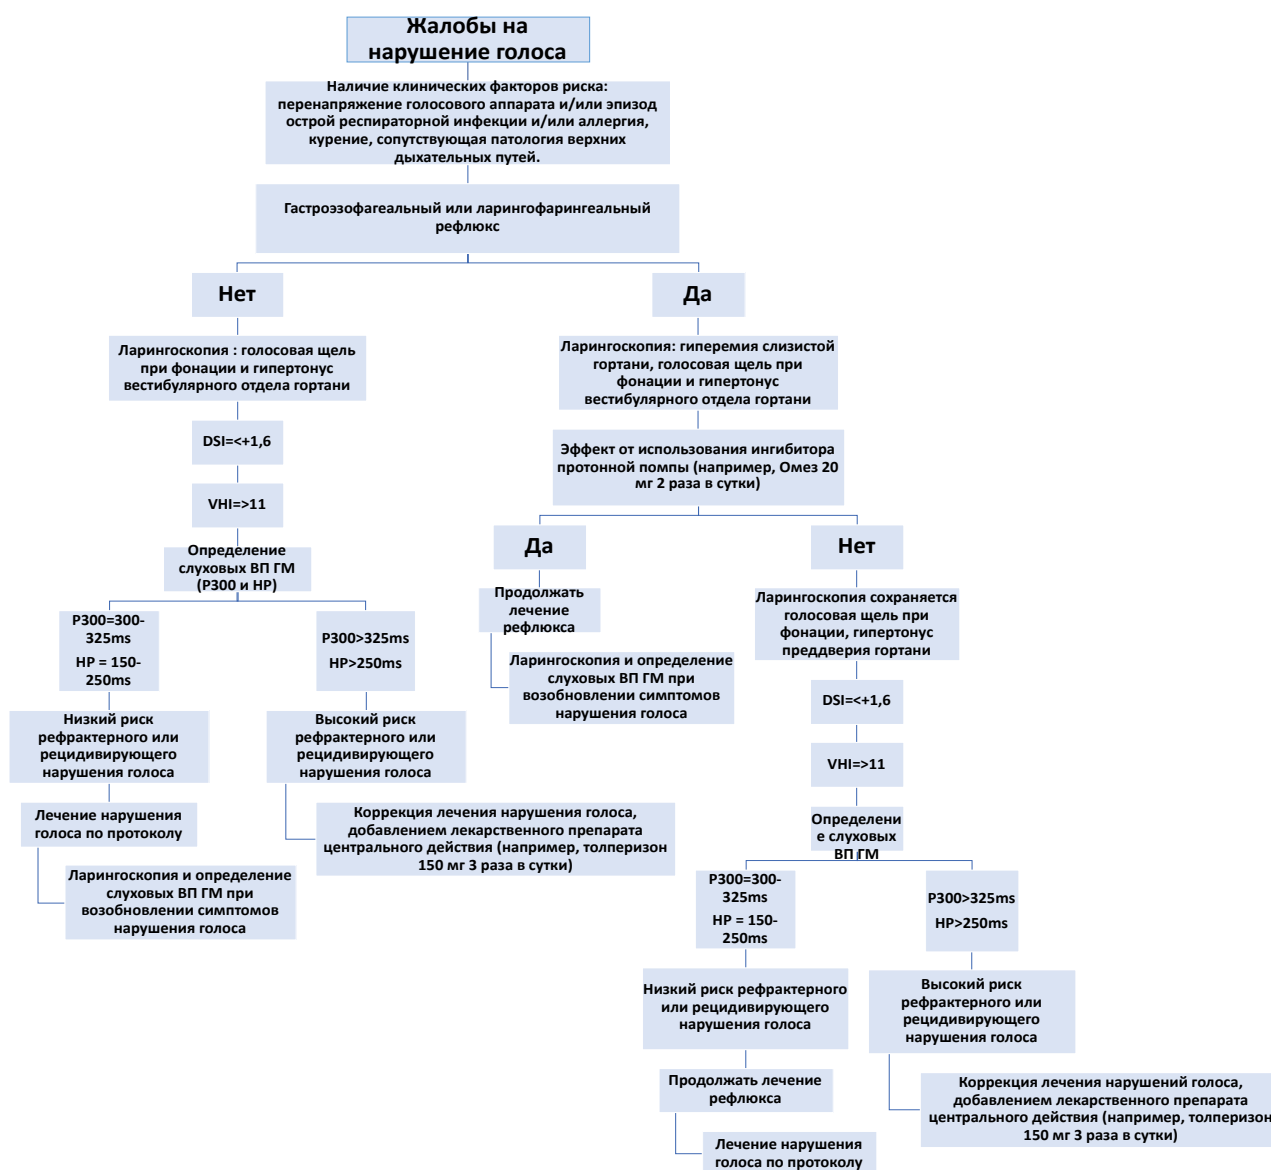 Жалобы на
нарушение голоса
Наличие клинических факторов риска:
перенапряжение голосового аппарата и/или эпизод
острой респираторной инфекции и/или аллергия,
курение, сопутствующая патология верхних
дыхательных путей.
Гастроэзофагеальный или ларингофарингеальный
рефлюкс
Нет
Ларингоскопия : голосовая щель
при фонации и гипертонус
вестибулярного отдела гортани
DSI=<+1,6
VHI=>11
Определение
слуховых ВП ГМ
(Р300 и НР)
P300=300-
325ms
НР = 150-
250ms
Низкий риск
рефрактерного или
рецидивирующего
нарушения голоса
Лечение нарушения
голоса по протоколу
Ларингоскопия и определение
слуховых ВП ГМ при
возобновлении симптомов
нарушения голоса
P300>325ms
HP>250ms
Высокий риск
рефрактерного или
рецидивирующего
нарушения голоса
Коррекция лечения нарушения голоса,
добавлением лекарственного препарата
центрального действия (например, толперизон
150 мг 3 раза в сутки)
Да
Ларингоскопия: гиперемия слизистой
гортани, голосовая щель при
фонации и гипертонус
вестибулярного отдела гортани
Эффект от использования ингибитора
протонной помпы (например, Омез 20
мг 2 раза в сутки)
Да
Продолжать
лечение
рефлюкса
Ларингоскопия и определение
слуховых ВП ГМ при
возобновлении симптомов
нарушения голоса
Нет
Ларингоскопия сохраняется
голосовая щель при
фонации, гипертонус
преддверия гортани
DSI=<+1,6
VHI=>11
Определени
е слуховых
ВП ГМ
P300=300-
325ms
НР = 150-
250ms
Низкий риск рефрактерного
или рецидивирующего
нарушения голоса
Продолжать лечение
рефлюкса
Лечение нарушения
голоса по протоколу
P300>325ms
HP>250ms
Высокий риск
рефрактерного или
рецидивирующего
нарушения голоса
Коррекция лечения нарушений голоса,
добавлением лекарственного препарата
центрального действия (например, толперизон
150 мг 3 раза в сутки)